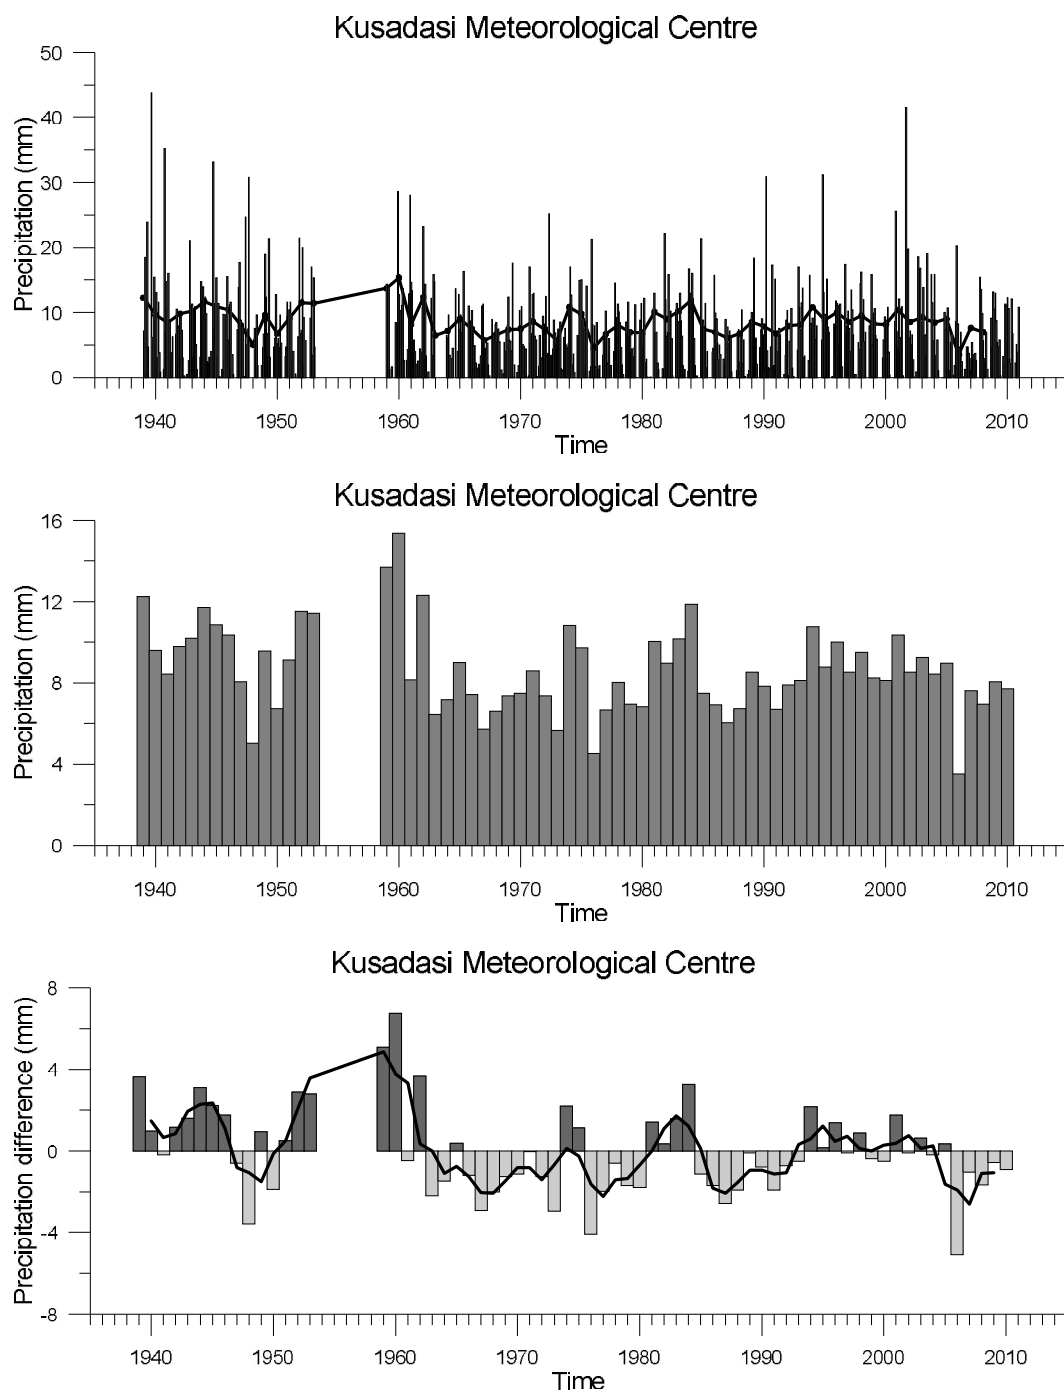 Kusadasi Meteorological Centre
50
40
30
20
10
0
Precipitation (mm)
1940 1950 1960 1970 1980 1990 2000 2010
Time
Kusadasi Meteorological Centre
16
12
8
4
0
Precipitation (mm)
1940 1950 1960 1970 1980 1990 2000 2010
Time
Kusadasi Meteorological Centre
8
4
0
-4
-8
Precipitation difference (mm)
1940 1950 1960 1970 1980 1990 2000 2010
Time